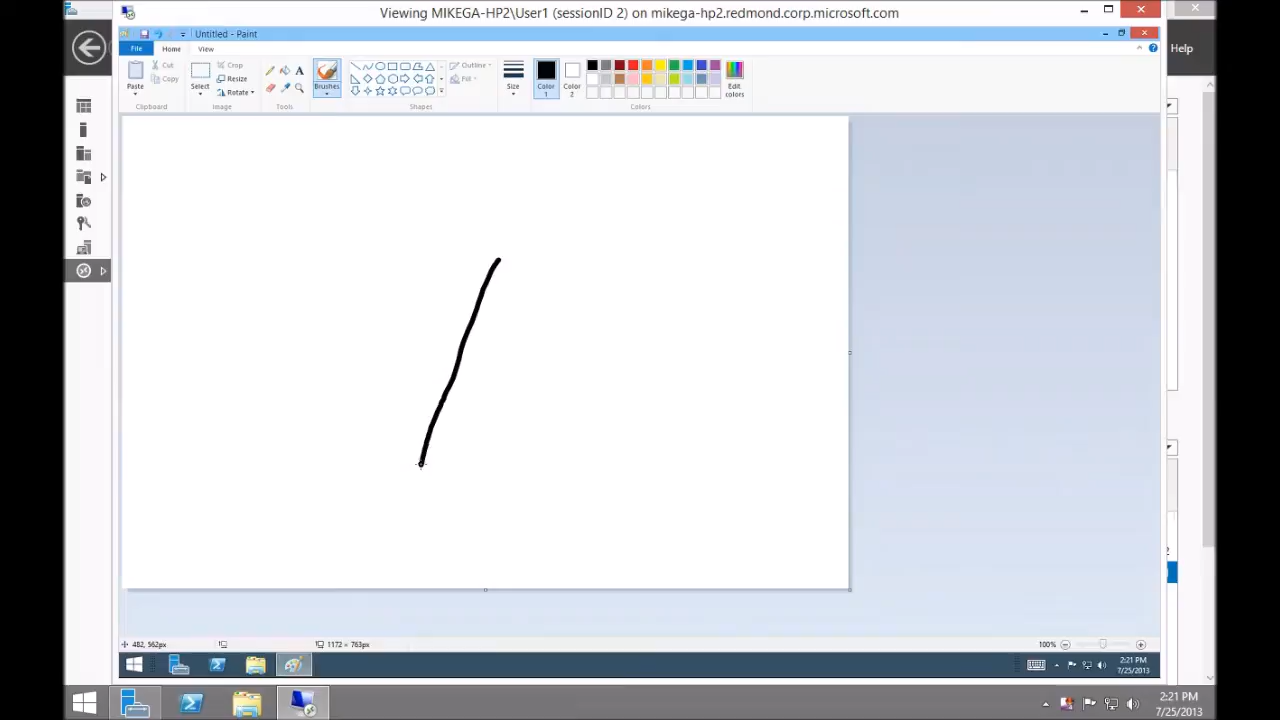 Viewing MIKEGA-HP2\User1 (sessionID 2) on mikega-hp2.redmond.corp.microsoft.com
Untitled - Paint
File Home View
Help
Paste
Cut
Copy
Clipboard
Select
Crop
Resize
Rotate
Image
A
Tools
Brushes
Outline
Fill
Shapes
Size
Color
1
Color
2
Edit
colors
Colors
482, 562px
1172 × 763px
100%
2:21 PM
7/25/2013
2:21 PM
7/25/2013